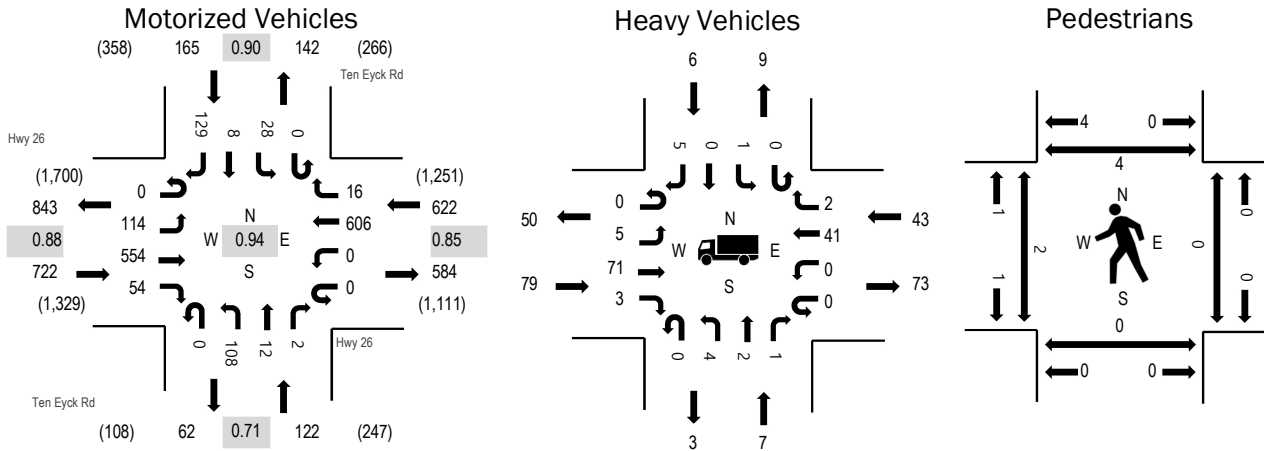 Motorized Vehicles
Heavy Vehicles
Pedestrians
(358) 165 0.90 142 (266)
Ten Eyck Rd
6 9
4 0
Hwy 26
129 8 28 0
5 0 1 0
4
(1,700)
843
0
16
(1,251)
622
50
0
2
43
114
606
5
41
N
W 0.94 E
S
0.88
0.85
554
0
722
54
0
584
(1,329)
(1,111)
N
W E
S
71
0
79
3
0
73
1
2
1
N
W E
S
0
0
0
0
0 108 12 2
Hwy 26
0 4 2 1
0 0
Ten Eyck Rd
(108) 62 0.71 122 (247)
3 7